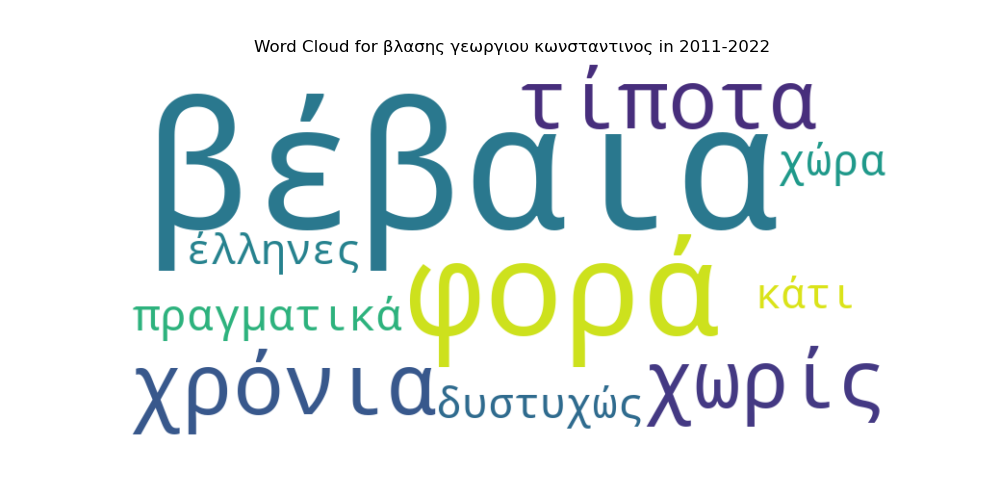 Word Cloud for βλασης γεωργιου κωνσταντινος in 2011-2022
τίποτα
βέβαια
χώρα
έλληνες
φορά
κάτι
πραγματικά
χρόνια
δυστυχώς
χωρίς